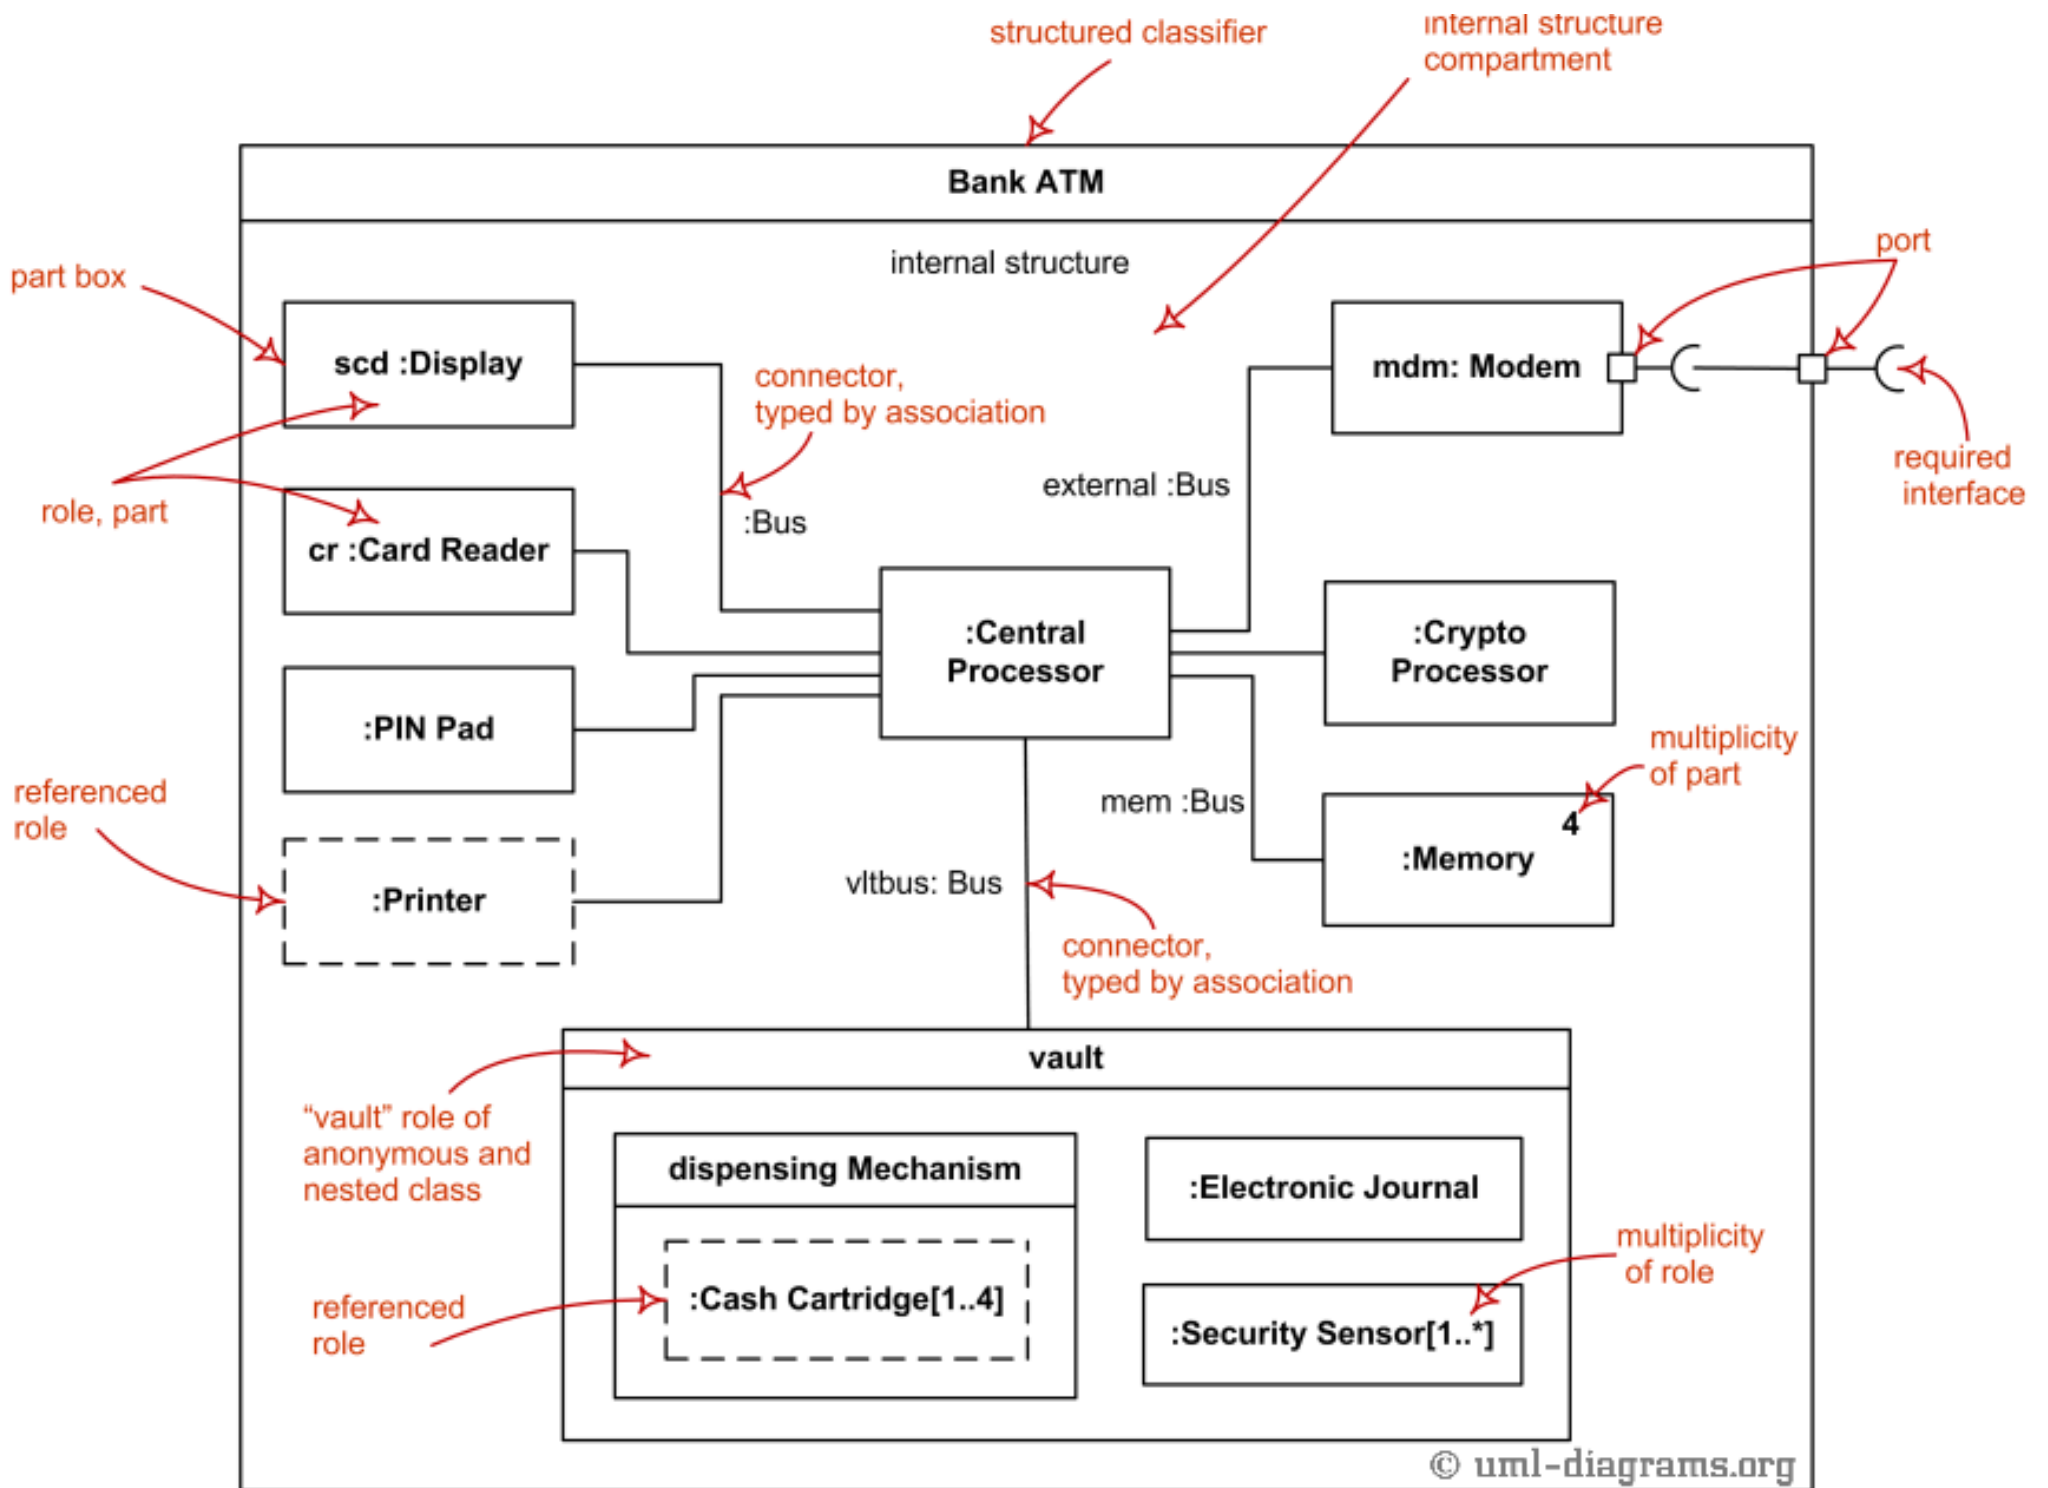 structured classifier
internal structure
compartment
Bank ATM
internal structure
port
part box
scd :Display
mdm: Modem
connector,
typed by association
required
interface
external :Bus
role, part
:Bus
cr :Card Reader
:Central
Processor
:Crypto
Processor
:PIN Pad
multiplicity
of part
referenced
role
mem :Bus
4
:Memory
:Printer
vltbus: Bus
connector,
typed by association
vault
“vault” role of
anonymous and
nested class
dispensing Mechanism
:Electronic Journal
multiplicity
of role
referenced
role
:Cash Cartridge[1..4]
:Security Sensor[1..*]
© uml-diagrams.org